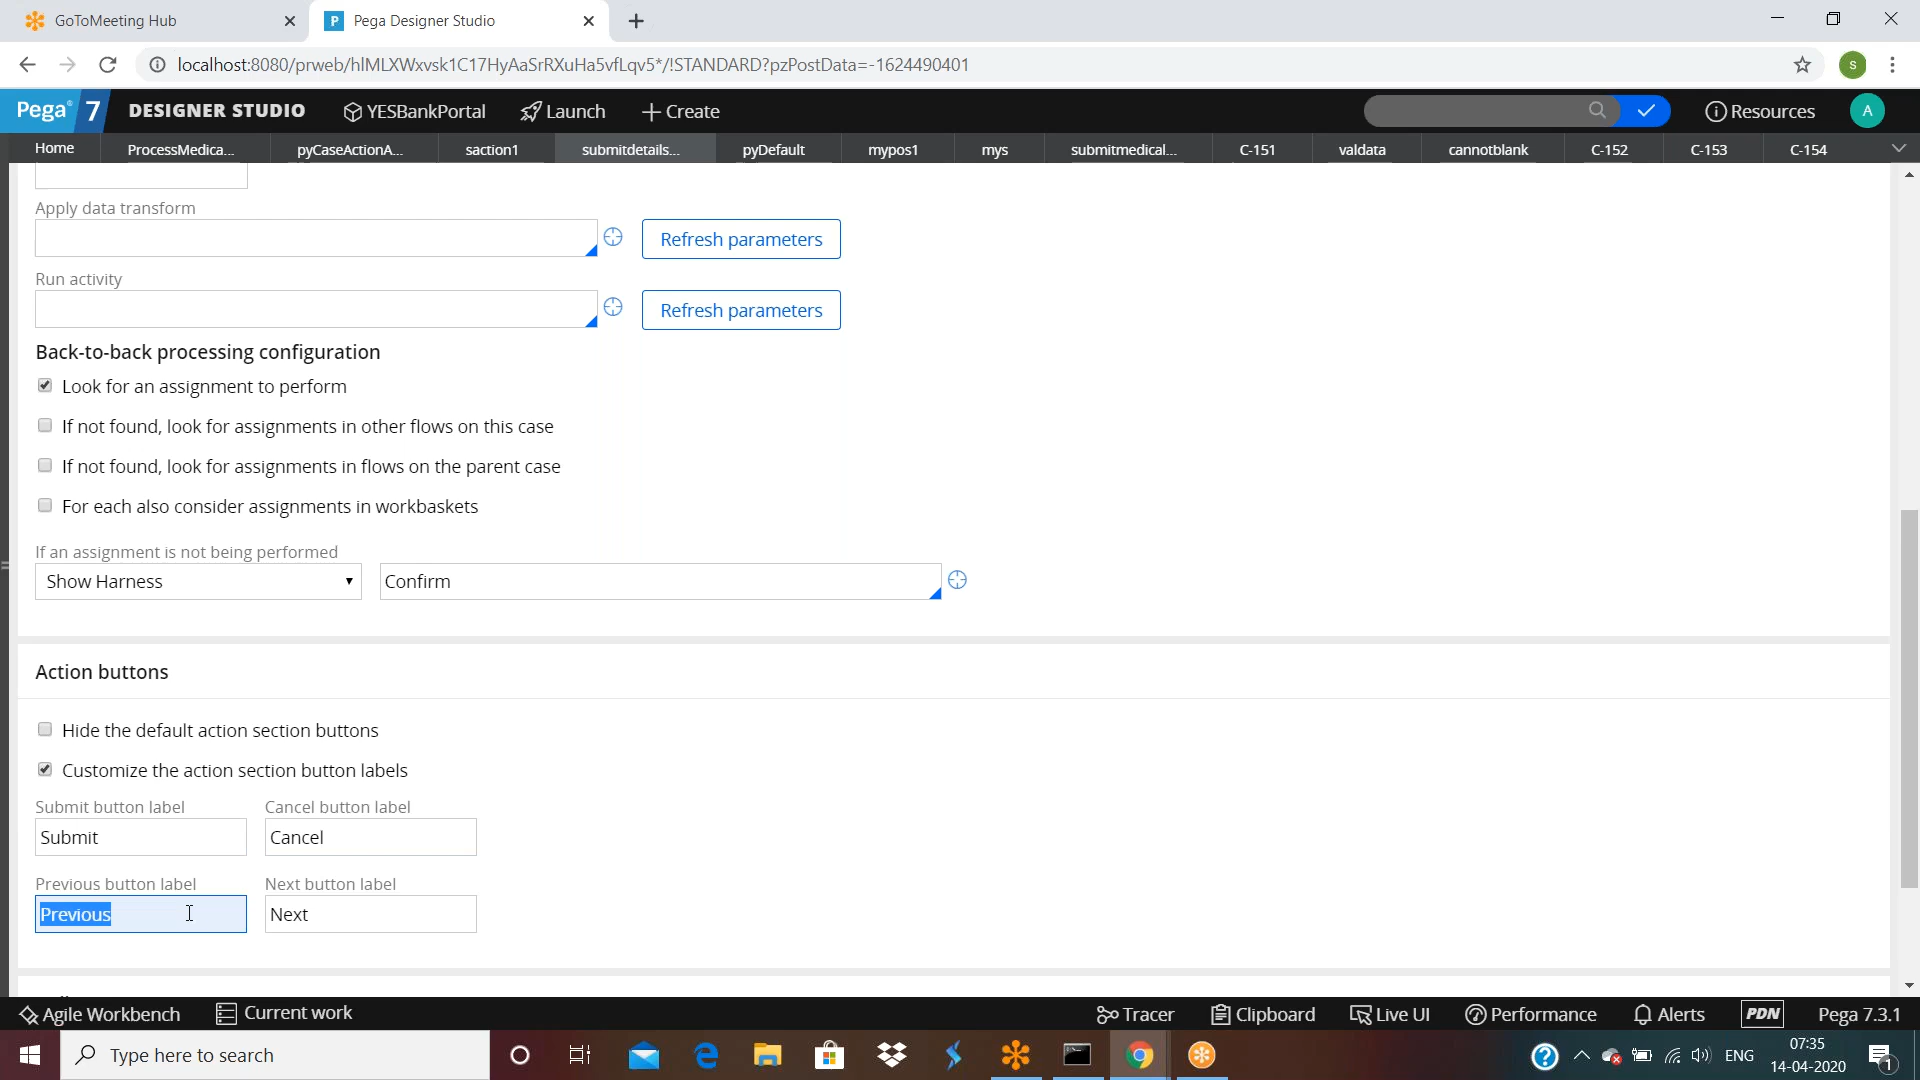 GoToMeeting Hub
P Pega Designer Studio
localhost:8080/prweb/hlMLXWxvsk1C17HyAaSrRXuHa5vfLqv5*/!STANDARD?pzPostData=-1624490401
s
Pega 7 DESIGNER STUDIO YESBankPortal Launch Create Resources A
Home ProcessMedica... pyCaseActionA... saction1 submitdetails... pyDefault mypos1 mys submitmedical... C-151 valdata cannotblank C-152 C-153 C-154
Apply data transform
Refresh parameters
Run activity
Refresh parameters
Back-to-back processing configuration
Look for an assignment to perform
If not found, look for assignments in other flows on this case
If not found, look for assignments in flows on the parent case
For each also consider assignments in workbaskets
If an assignment is not being performed
Show Harness Confirm
Action buttons
Hide the default action section buttons
Customize the action section button labels
Submit button label Cancel button label
Submit Cancel
Previous button label Next button label
Previous Next
Agile Workbench Current work Tracer Clipboard Live UI Performance Alerts PDN Pega 7.3.1
Type here to search
ENG
07:35
14-04-2020
1